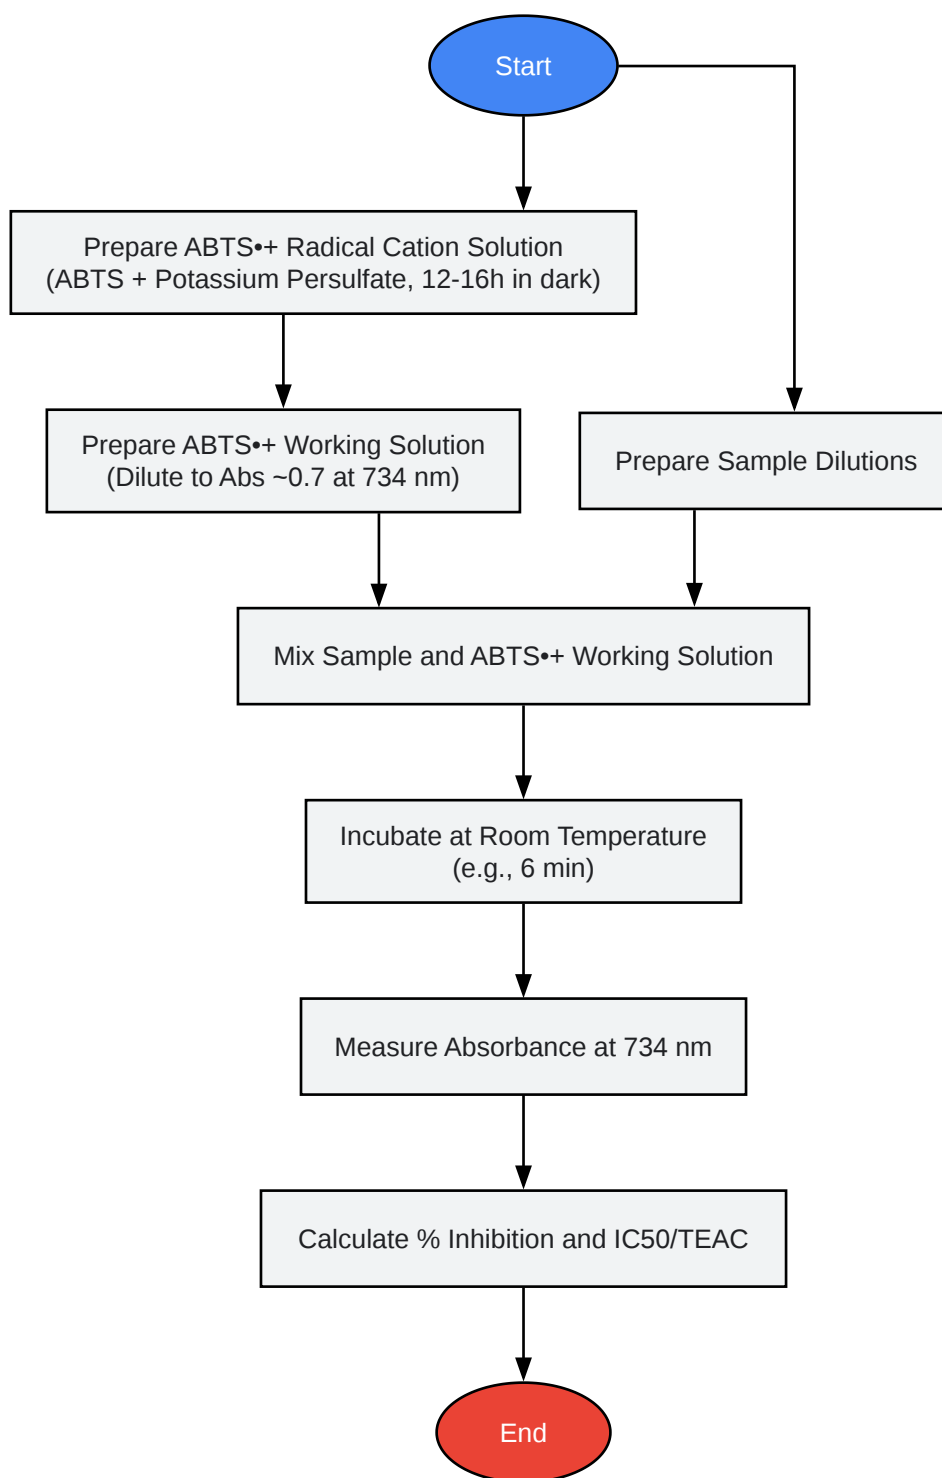 Start
Prepare ABTS•+ Radical Cation Solution
(ABTS + Potassium Persulfate, 12-16h in dark)
Prepare ABTS•+ Working Solution
(Dilute to Abs ~0.7 at 734 nm)
Prepare Sample Dilutions
Mix Sample and ABTS•+ Working Solution
Incubate at Room Temperature
(e.g., 6 min)
Measure Absorbance at 734 nm
Calculate % Inhibition and IC50/TEAC
End